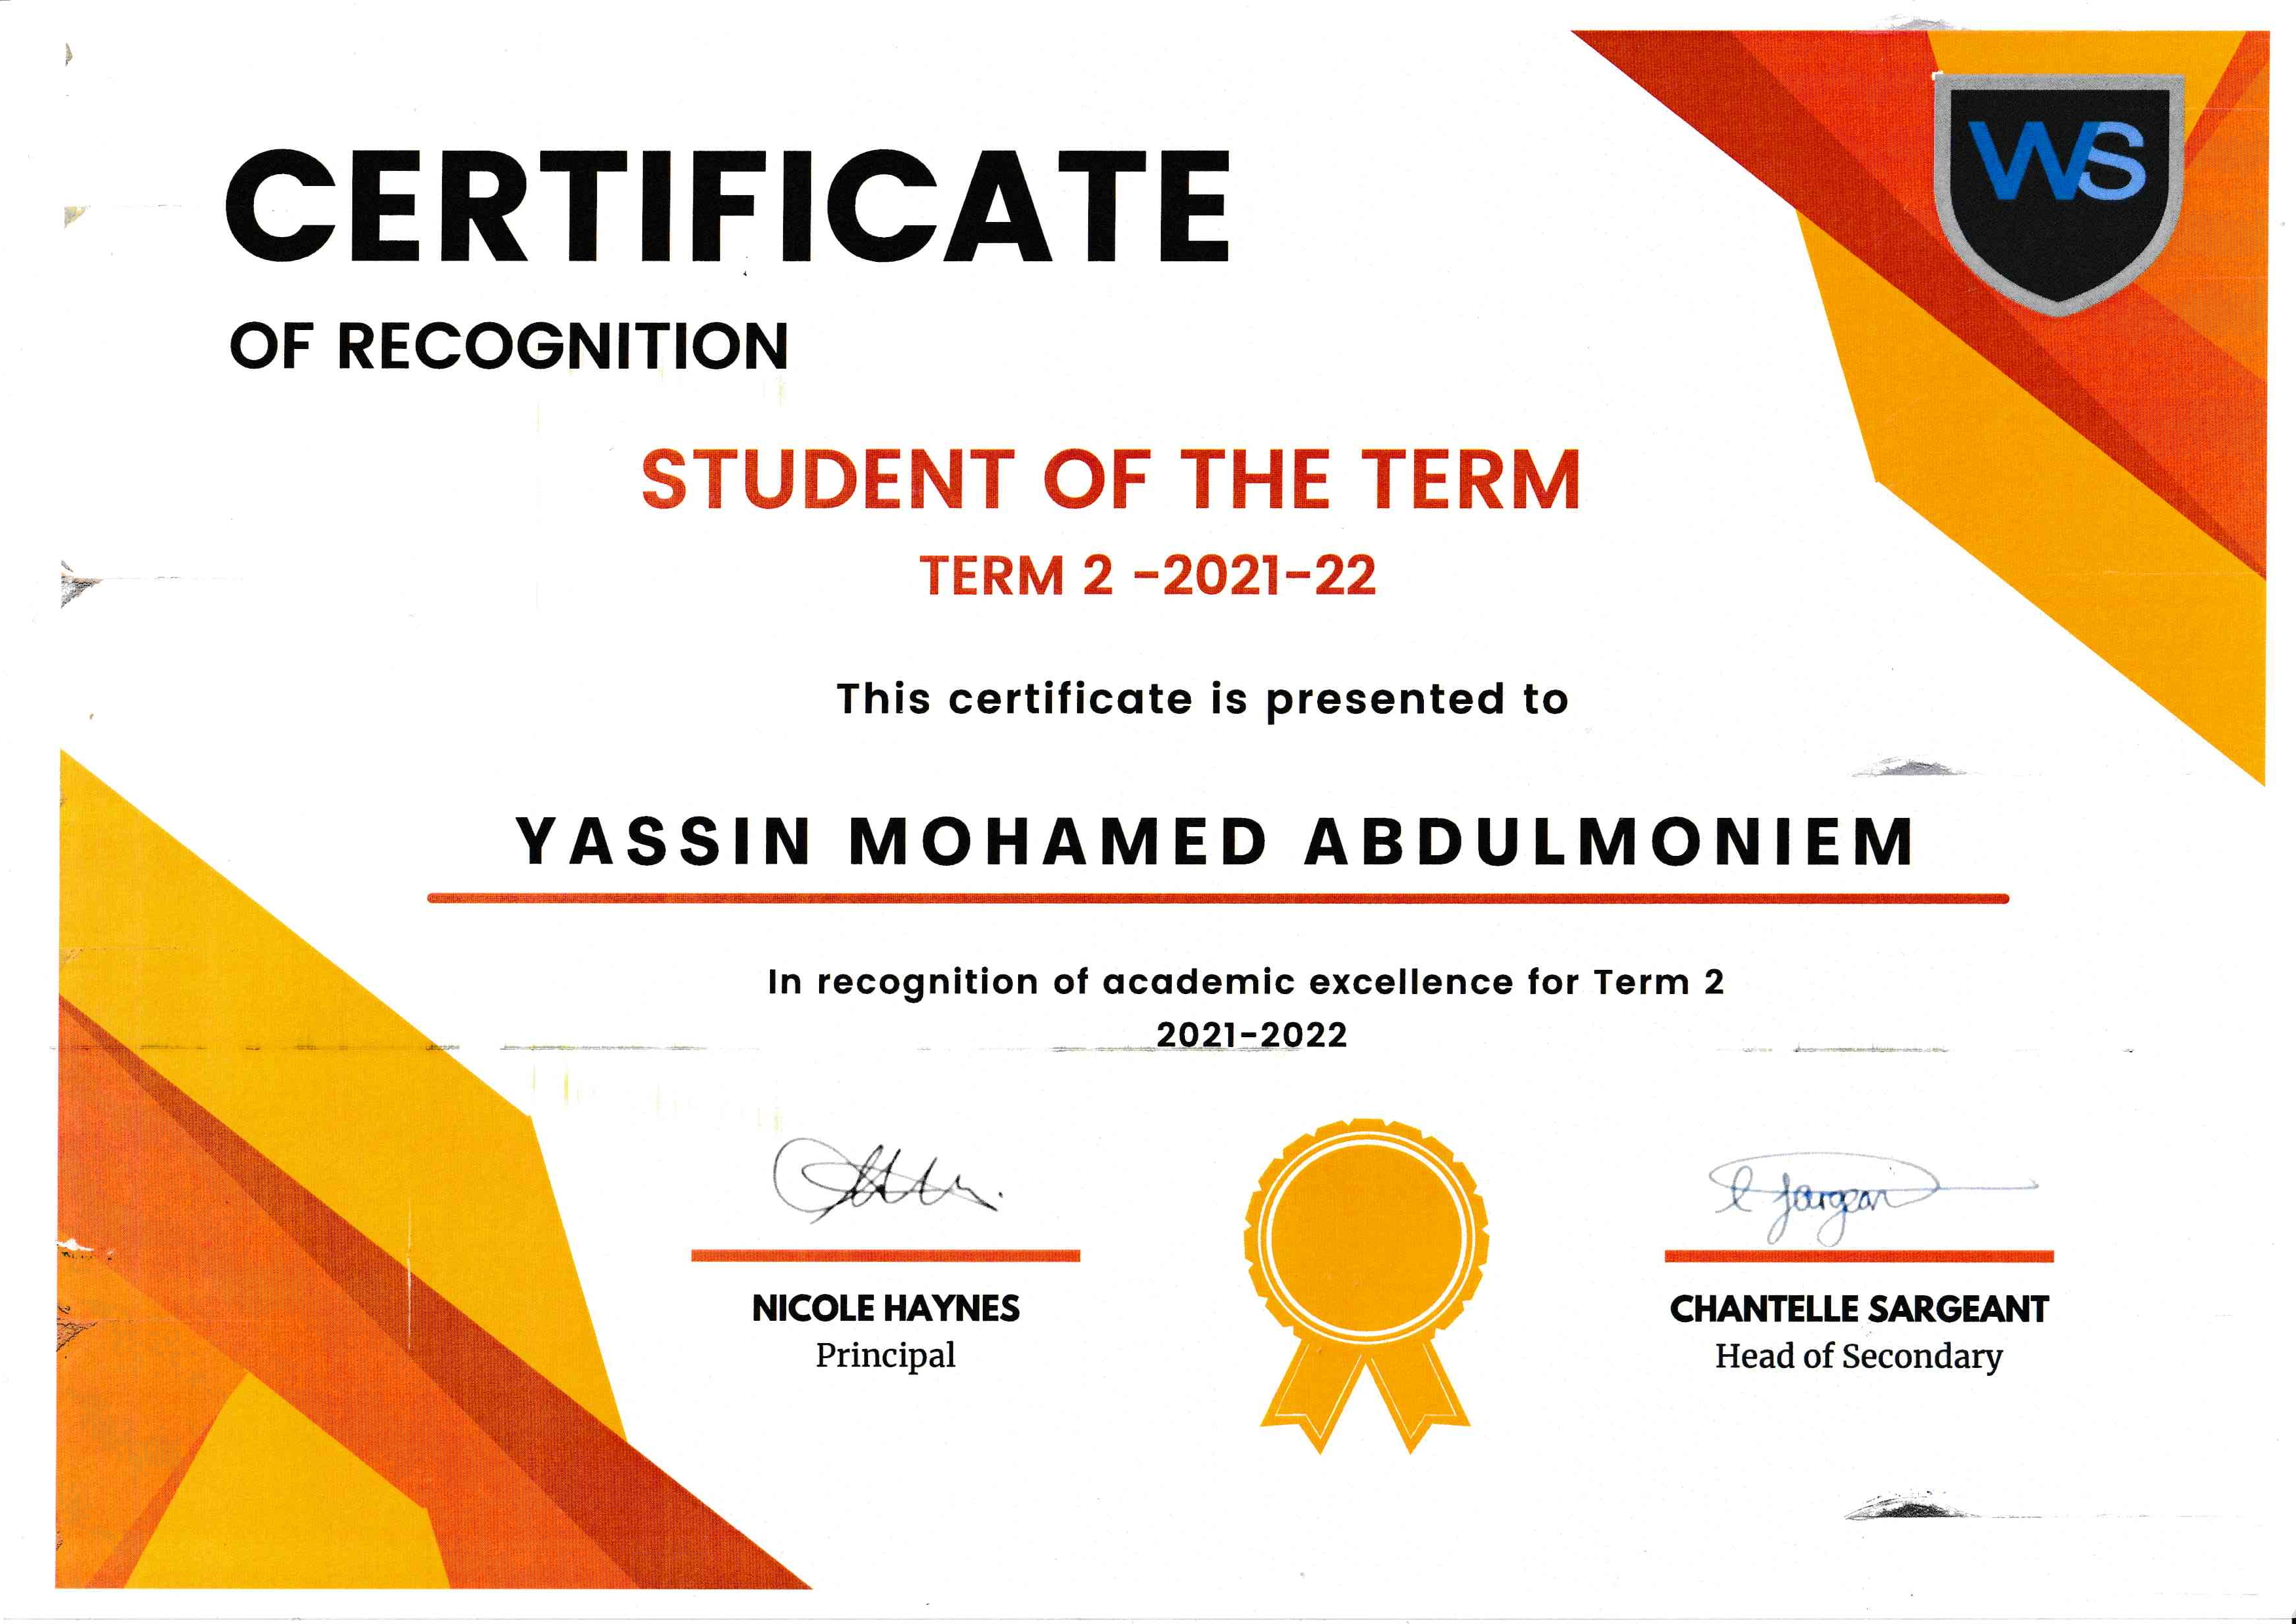 WS
CERTIFICATE
OF RECOGNITION
STUDENT OF THE TERM
TERM 2 -2021-22
This certificate is presented to
YASSIN MOHAMED ABDULMONIEM
In recognition of academic excellence for Term 2
2021-2022
NICOLE HAYNES
Principal
CHANTELLE SARGEANT
Head of Secondary